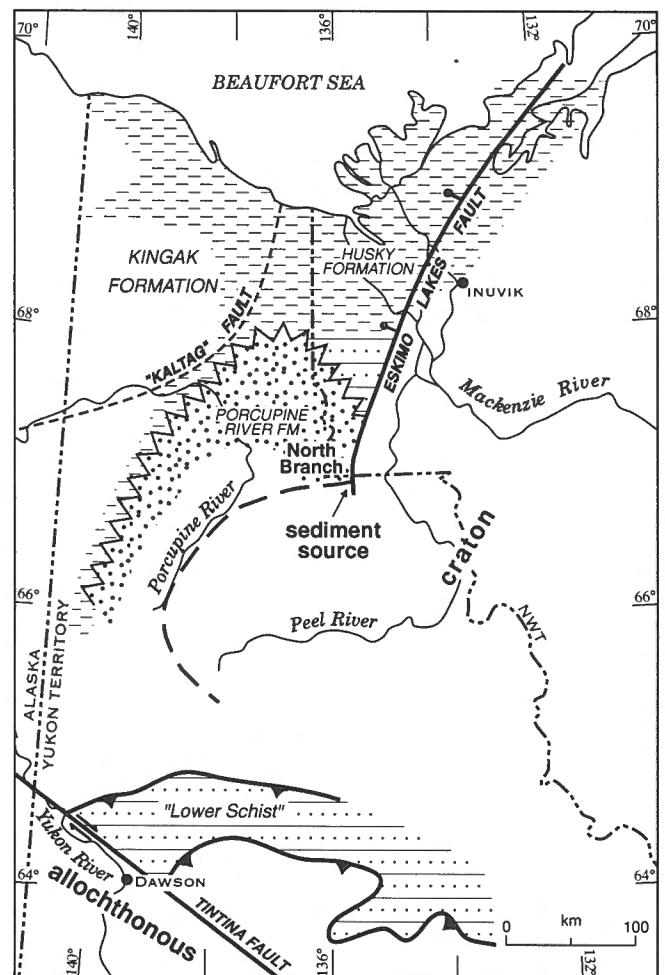 70°
140°
136°
132°
70°
BEAUFORT SEA
KINGAK
FORMATION
HUSKY
FORMATION
ESKIMO LAKES FAULT
INUVIK
68°
68°
"KALTAG" FAULT
Mackenzie River
PORCUPINE
RIVER FM
North
Branch
Porcupine River
sediment
source
craton
66°
66°
Peel River
NWT
ALASKA
YUKON TERRITORY
"Lower Schist"
Yukon River
64°
DAWSON
64°
allochthonous
TINTINA FAULT
0 km 100
140°
136°
132°